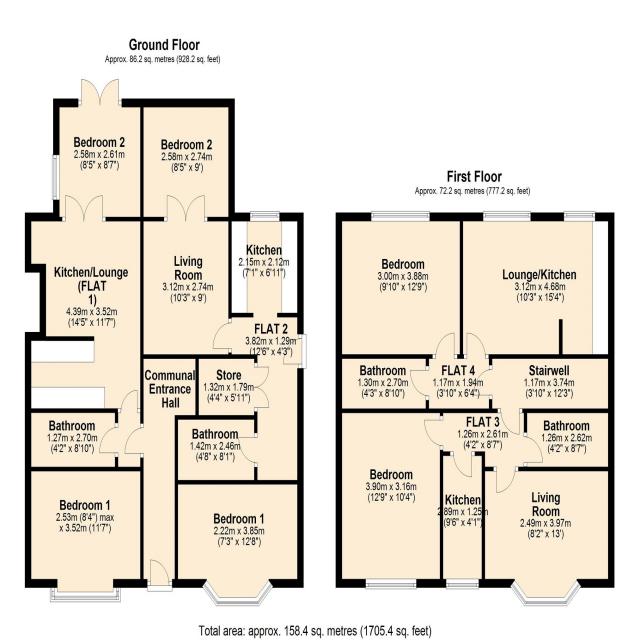 Ground Floor
Approx. 86.2 sq. metres (928.2 sq. feet)
Bedroom 2
2.58m x 2.61m
(8'5" x 8'7")
Bedroom 2
2.58m x 2.74m
(8'5" x 9')
Kitchen/Lounge
(FLAT
1)
4.39m x 3.52m
(14'5" x 11'7")
Living
Room
3.12m x 2.74m
(10'3" x 9')
Kitchen
2.15m x 2.12m
(7'1" x 6'11")
FLAT 2
3.82m x 1.29m
(12'6" x 4'3")
Communal
Entrance
Hall
Store
1.32m x 1.79m
(4'4" x 5'11")
Bathroom
1.27m x 2.70m
(4'2" x 8'10")
Bathroom
1.42m x 2.46m
(4'8" x 8'1")
Bedroom 1
2.53m (8'4") max
x 3.52m (11'7")
Bedroom 1
2.22m x 3.85m
(7'3" x 12'8")
First Floor
Approx. 72.2 sq. metres (777.2 sq. feet)
Bedroom
3.00m x 3.88m
(9'10" x 12'9")
Lounge/Kitchen
3.12m x 4.68m
(10'3" x 15'4")
Bathroom
1.30m x 2.70m
(4'3" x 8'10")
FLAT 4
1.17m x 1.94m
(3'10" x 6'4")
Stairwell
1.17m x 3.74m
(3'10" x 12'3")
FLAT 3
1.26m x 2.61m
(4'2" x 8'7")
Bathroom
1.26m x 2.62m
(4'2" x 8'7")
Bedroom
3.90m x 3.16m
(12'9" x 10'4")
Kitchen
2.89m x 1.25m
(9'6" x 4'1")
Living
Room
2.49m x 3.97m
(8'2" x 13')
Total area: approx. 158.4 sq. metres (1705.4 sq. feet)